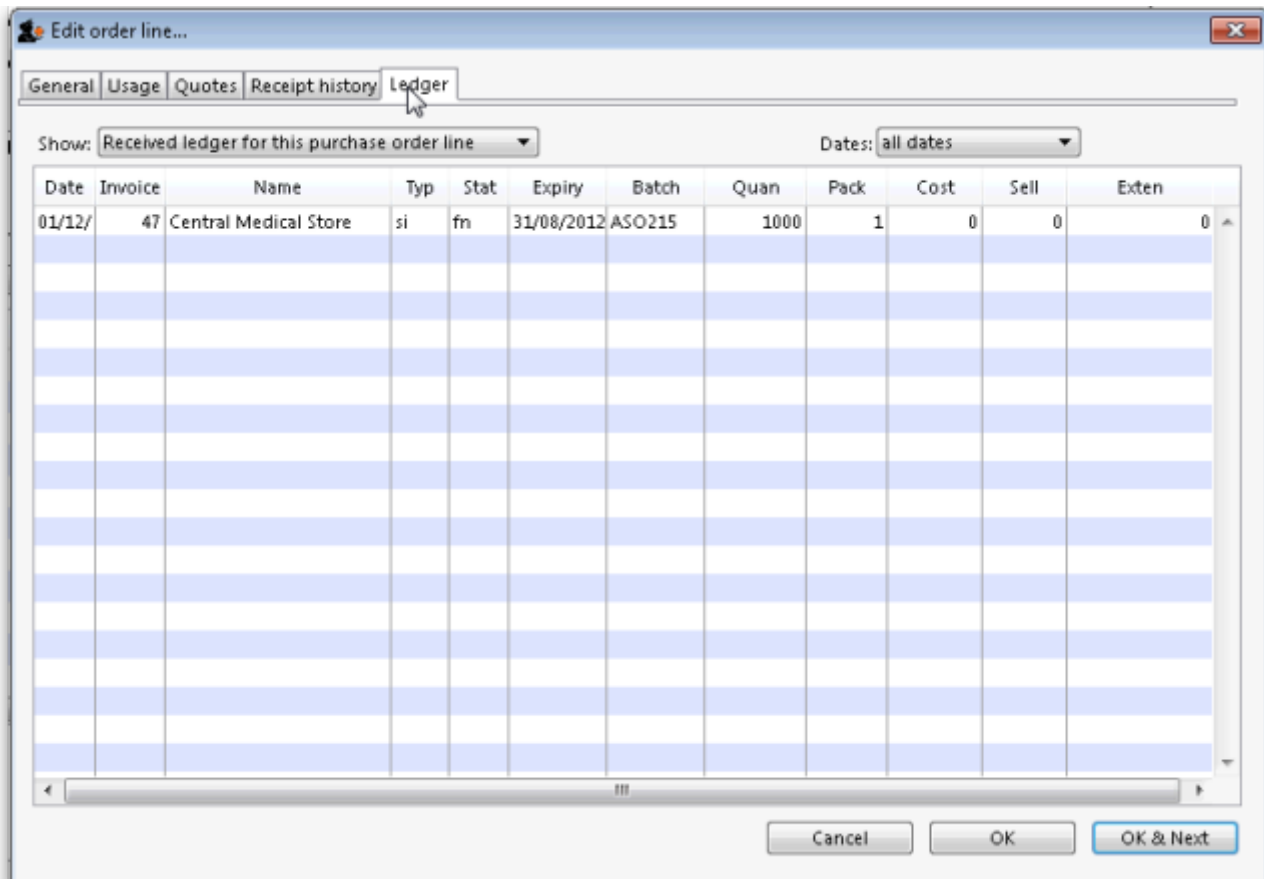 Edit order line...
General Usage Quotes Receipt history Ledger
Show: Received ledger for this purchase order line Dates: all dates
Date Invoice Name Typ Stat Expiry Batch Quan Pack Cost Sell Exten
01/12/ 47 Central Medical Store si fn 31/08/2012 ASO215 1000 1 0 0 0
Cancel OK OK & Next